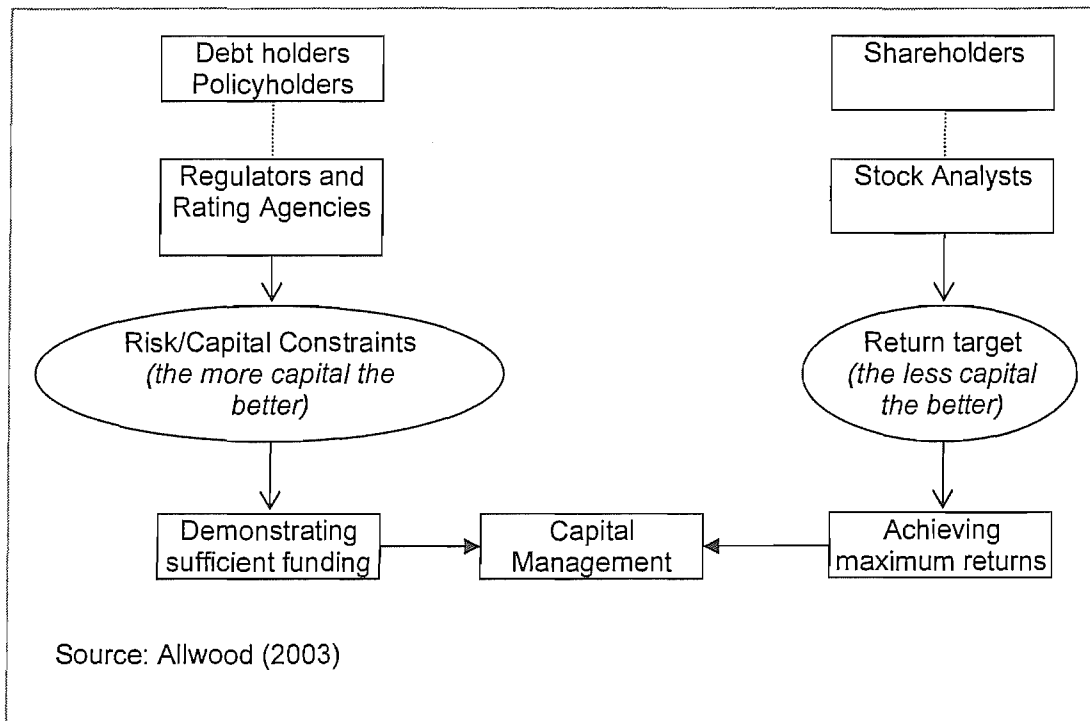 Debt holders
Policyholders
Shareholders
Regulators and
Rating Agencies
Stock Analysts
Risk/Capital Constraints
(the more capital the
better)
Return target
(the less capital
the better)
Demonstrating
sufficient funding
Capital
Management
Achieving
maximum returns
Source: Allwood (2003)